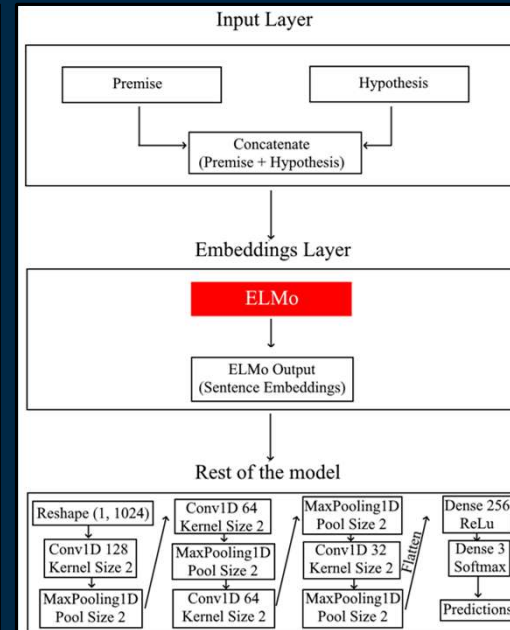 Input Layer
Premise
Hypothesis
Concatenate
(Premise + Hypothesis)
Embeddings Layer
ELMo
ELMo Output
(Sentence Embeddings)
Rest of the model
Reshape (1, 1024)
Conv1D 128
Kernel Size 2
MaxPooling1D
Pool Size 2
Conv1D 64
Kernel Size 2
MaxPooling1D
Pool Size 2
Conv1D 64
Kernel Size 2
MaxPooling1D
Pool Size 2
Conv1D 32
Kernel Size 2
MaxPooling1D
Pool Size 2
Flatten
Dense 256
ReLu
Dense 3
Softmax
Predictions